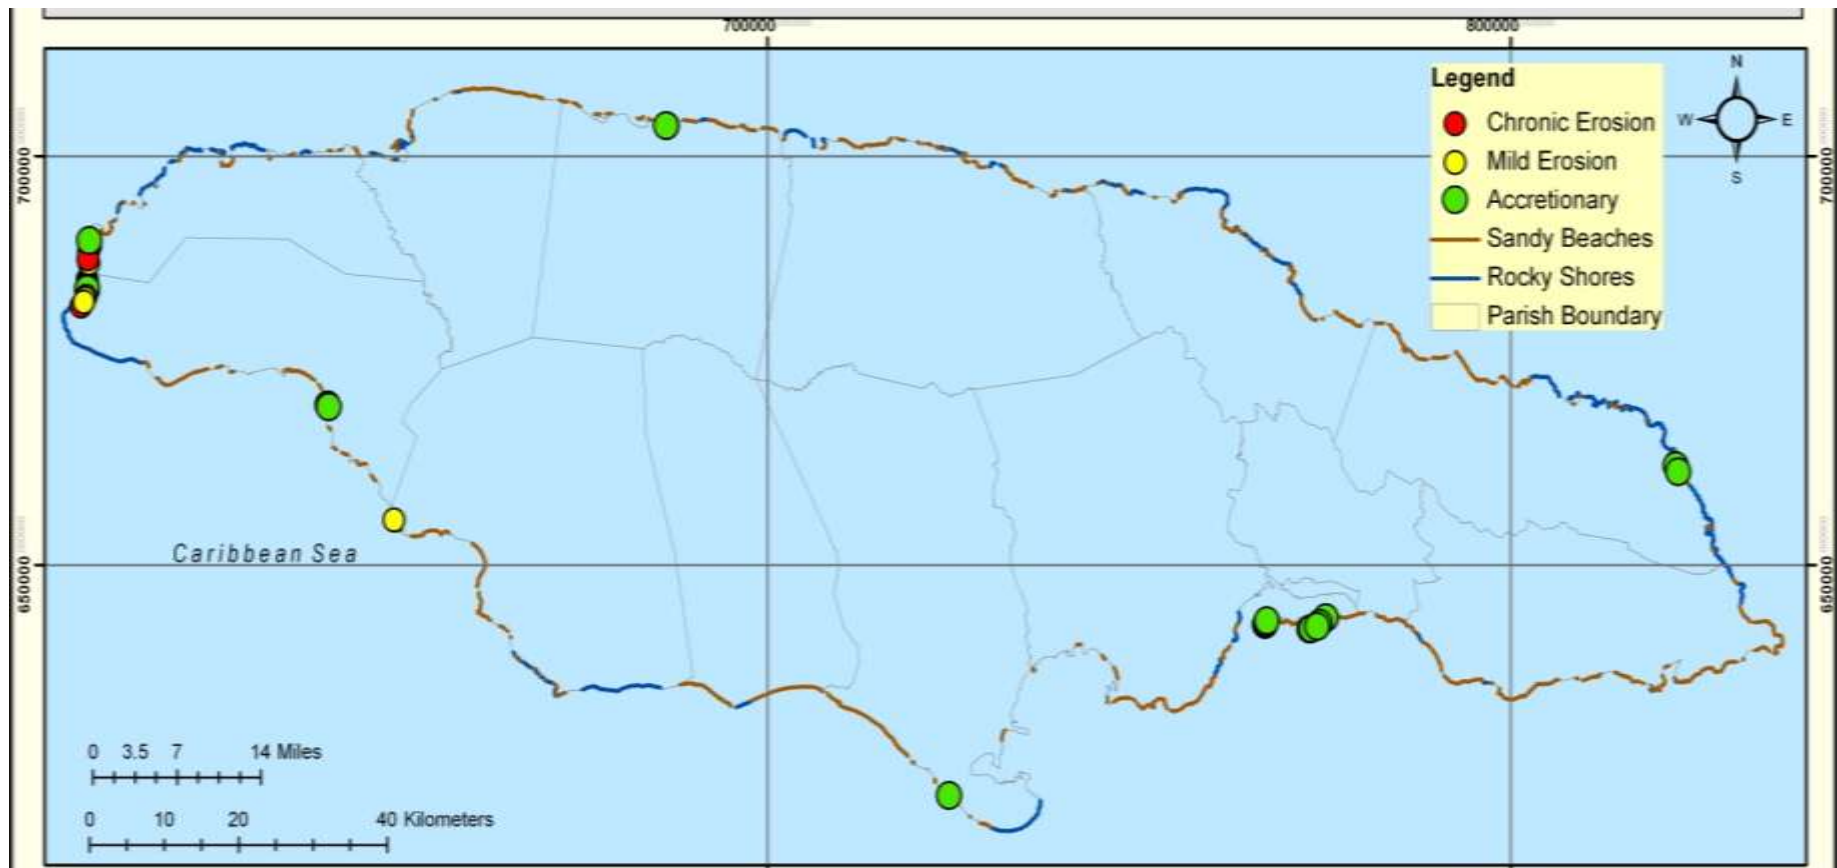 700000
800000
Legend
Chronic Erosion
Mild Erosion
Accretionary
Sandy Beaches
Rocky Shores
Parish Boundary
N
W
E
S
700000
700000
650000
650000
Caribbean Sea
0 3.5 7 14 Miles
0 10 20 40 Kilometers